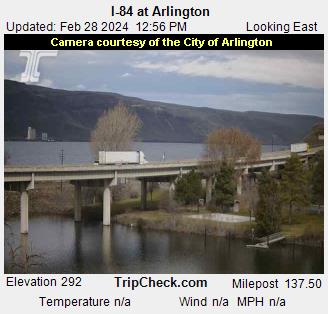 I-84 at Arlington
Updated: Feb 28 2024 12:56 PM Looking East
Camera courtesy of the City of Arlington
Elevation 292 TripCheck.com Milepost 137.50
Temperature n/a Wind n/a MPH n/a